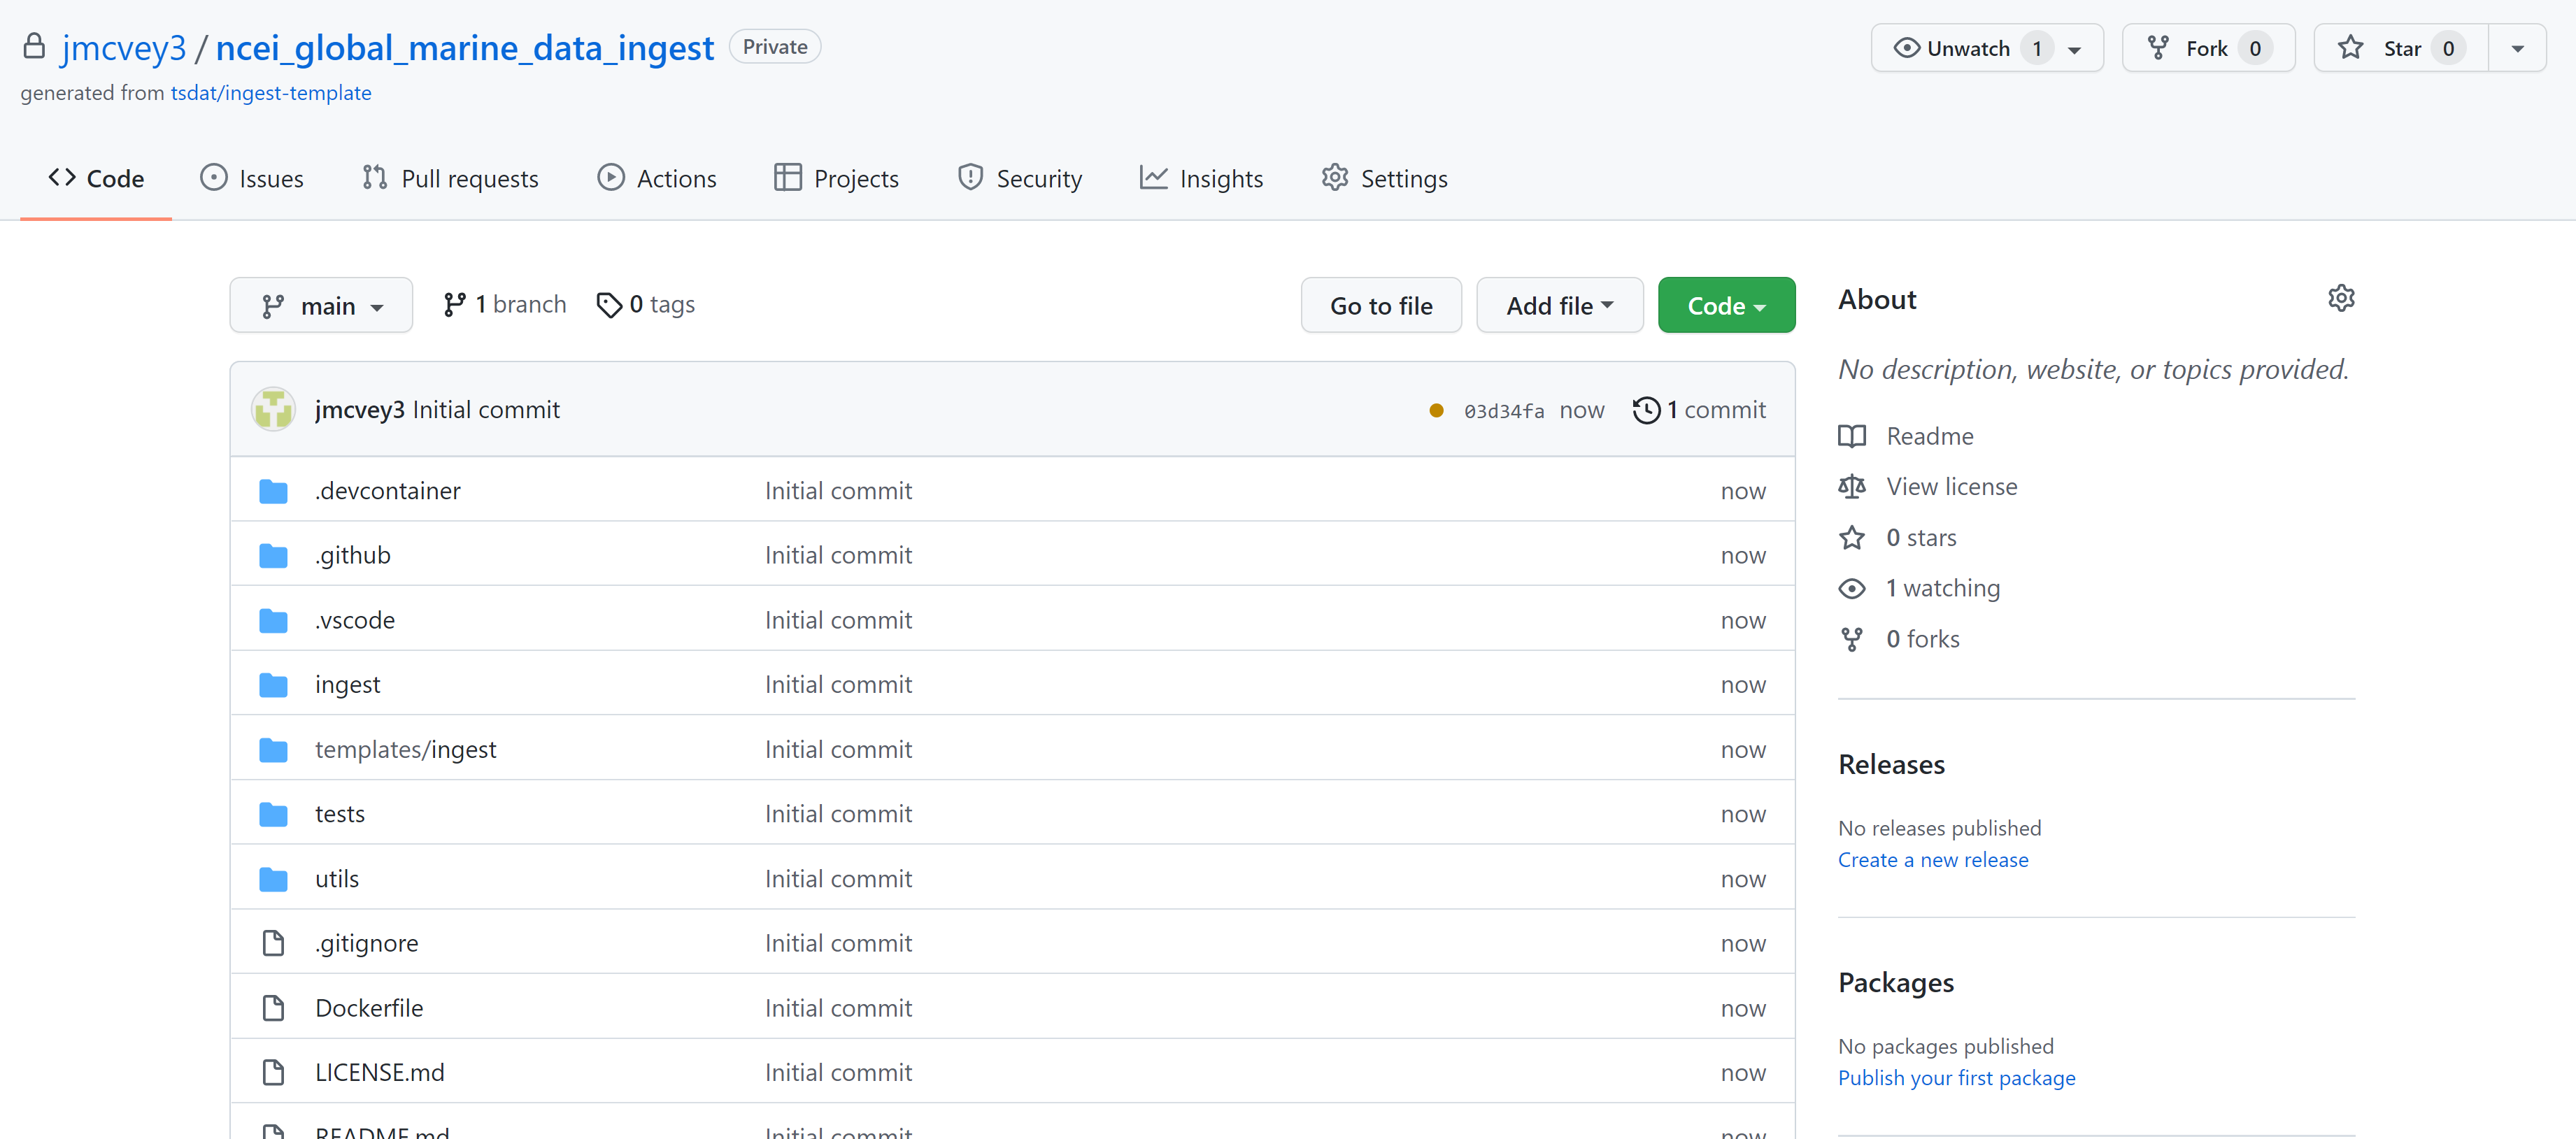 jmcvey3 / ncei_global_marine_data_ingest Private Unwatch 1 Fork 0 Star 0
generated from tsdat/ingest-template
Code Issues Pull requests Actions Projects Security Insights Settings
main 1 branch 0 tags Go to file Add file Code
jmcvey3 Initial commit 03d34fa now 1 commit
.devcontainer Initial commit now
.github Initial commit now
.vscode Initial commit now
ingest Initial commit now
templates/ingest Initial commit now
tests Initial commit now
utils Initial commit now
.gitignore Initial commit now
Dockerfile Initial commit now
LICENSE.md Initial commit now
README.md Initial commit now
About
No description, website, or topics provided.
Readme
View license
0 stars
1 watching
0 forks
Releases
No releases published
Create a new release
Packages
No packages published
Publish your first package